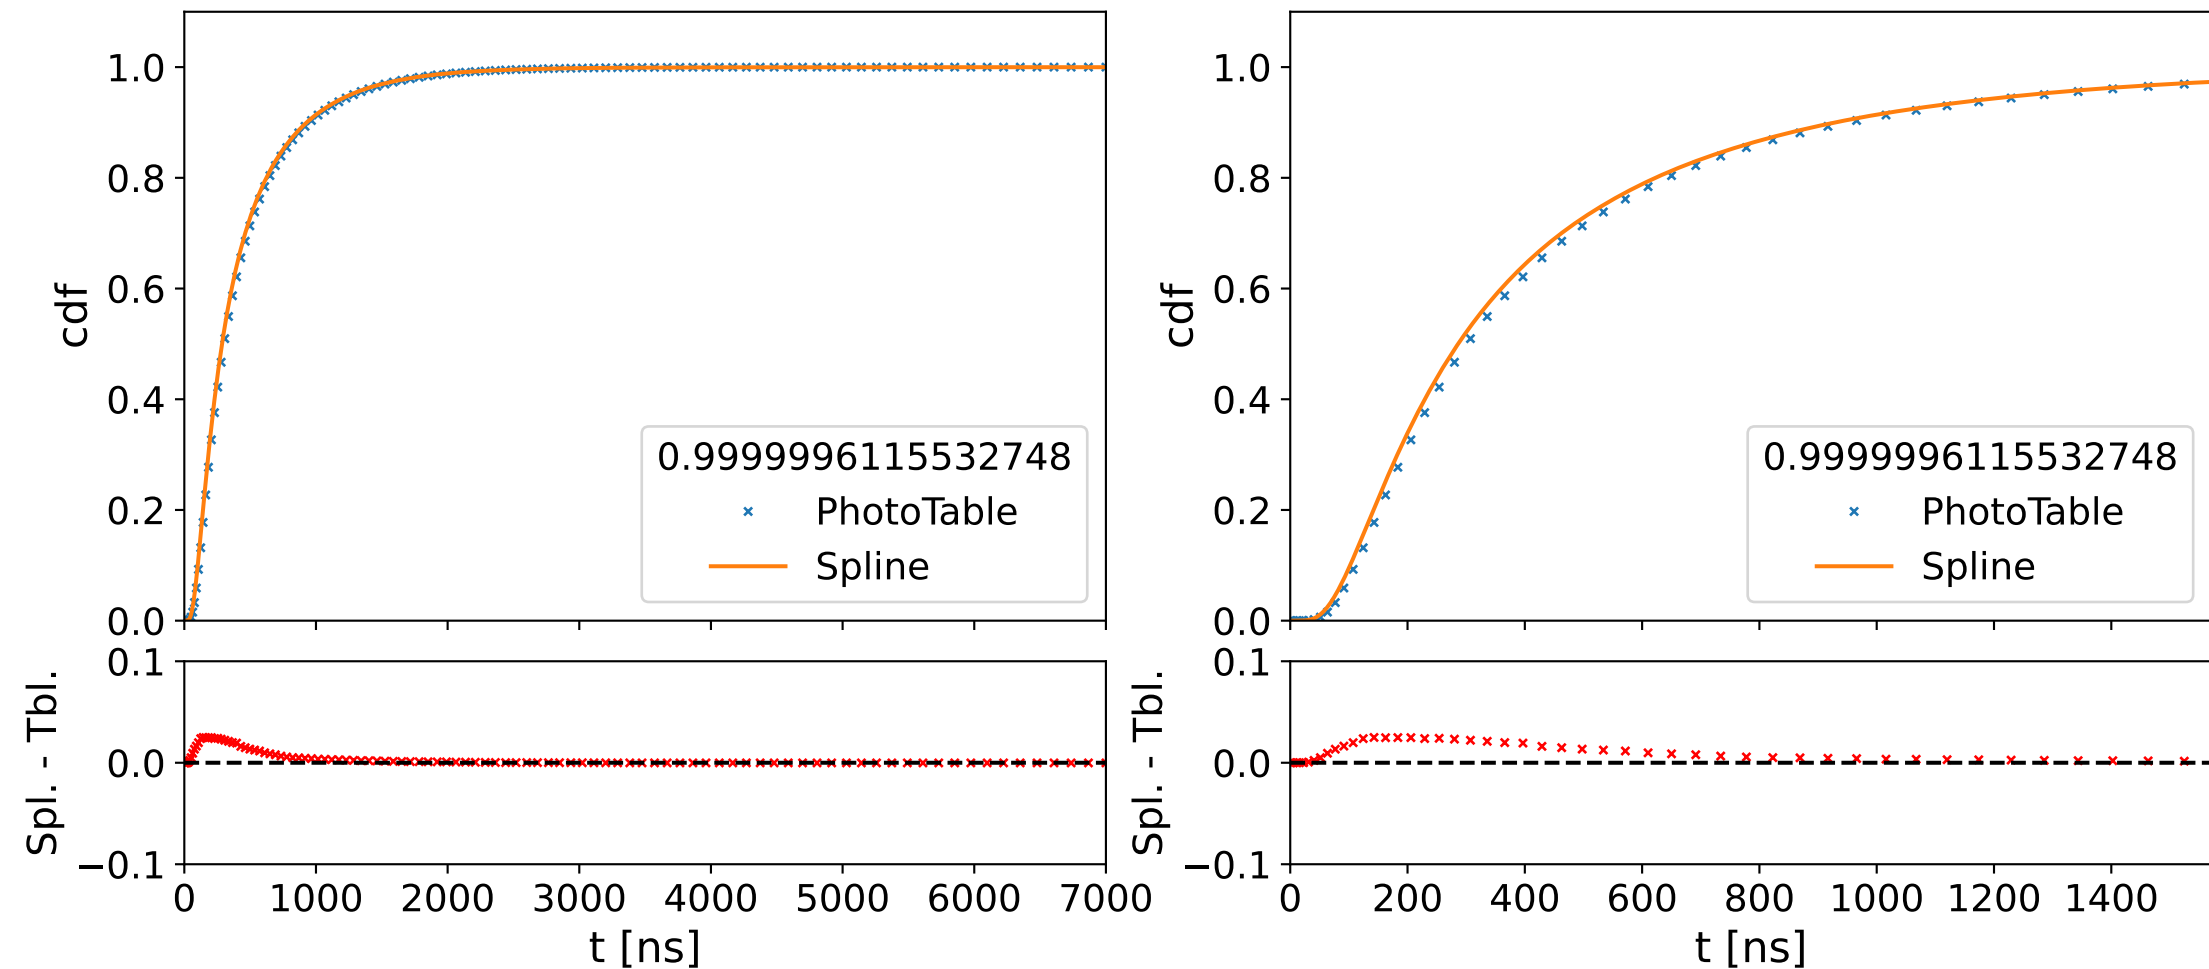 cdf
1.0
0.8
0.6
0.4
0.2
0.0
0.9999996115532748
PhotoTable
Spline
Spl. - Tbl.
0.1
0.0
−0.1
0 1000 2000 3000 4000 5000 6000 7000
t [ns]
cdf
1.0
0.8
0.6
0.4
0.2
0.0
0.9999996115532748
PhotoTable
Spline
Spl. - Tbl.
0.1
0.0
−0.1
0 200 400 600 800 1000 1200 1400
t [ns]